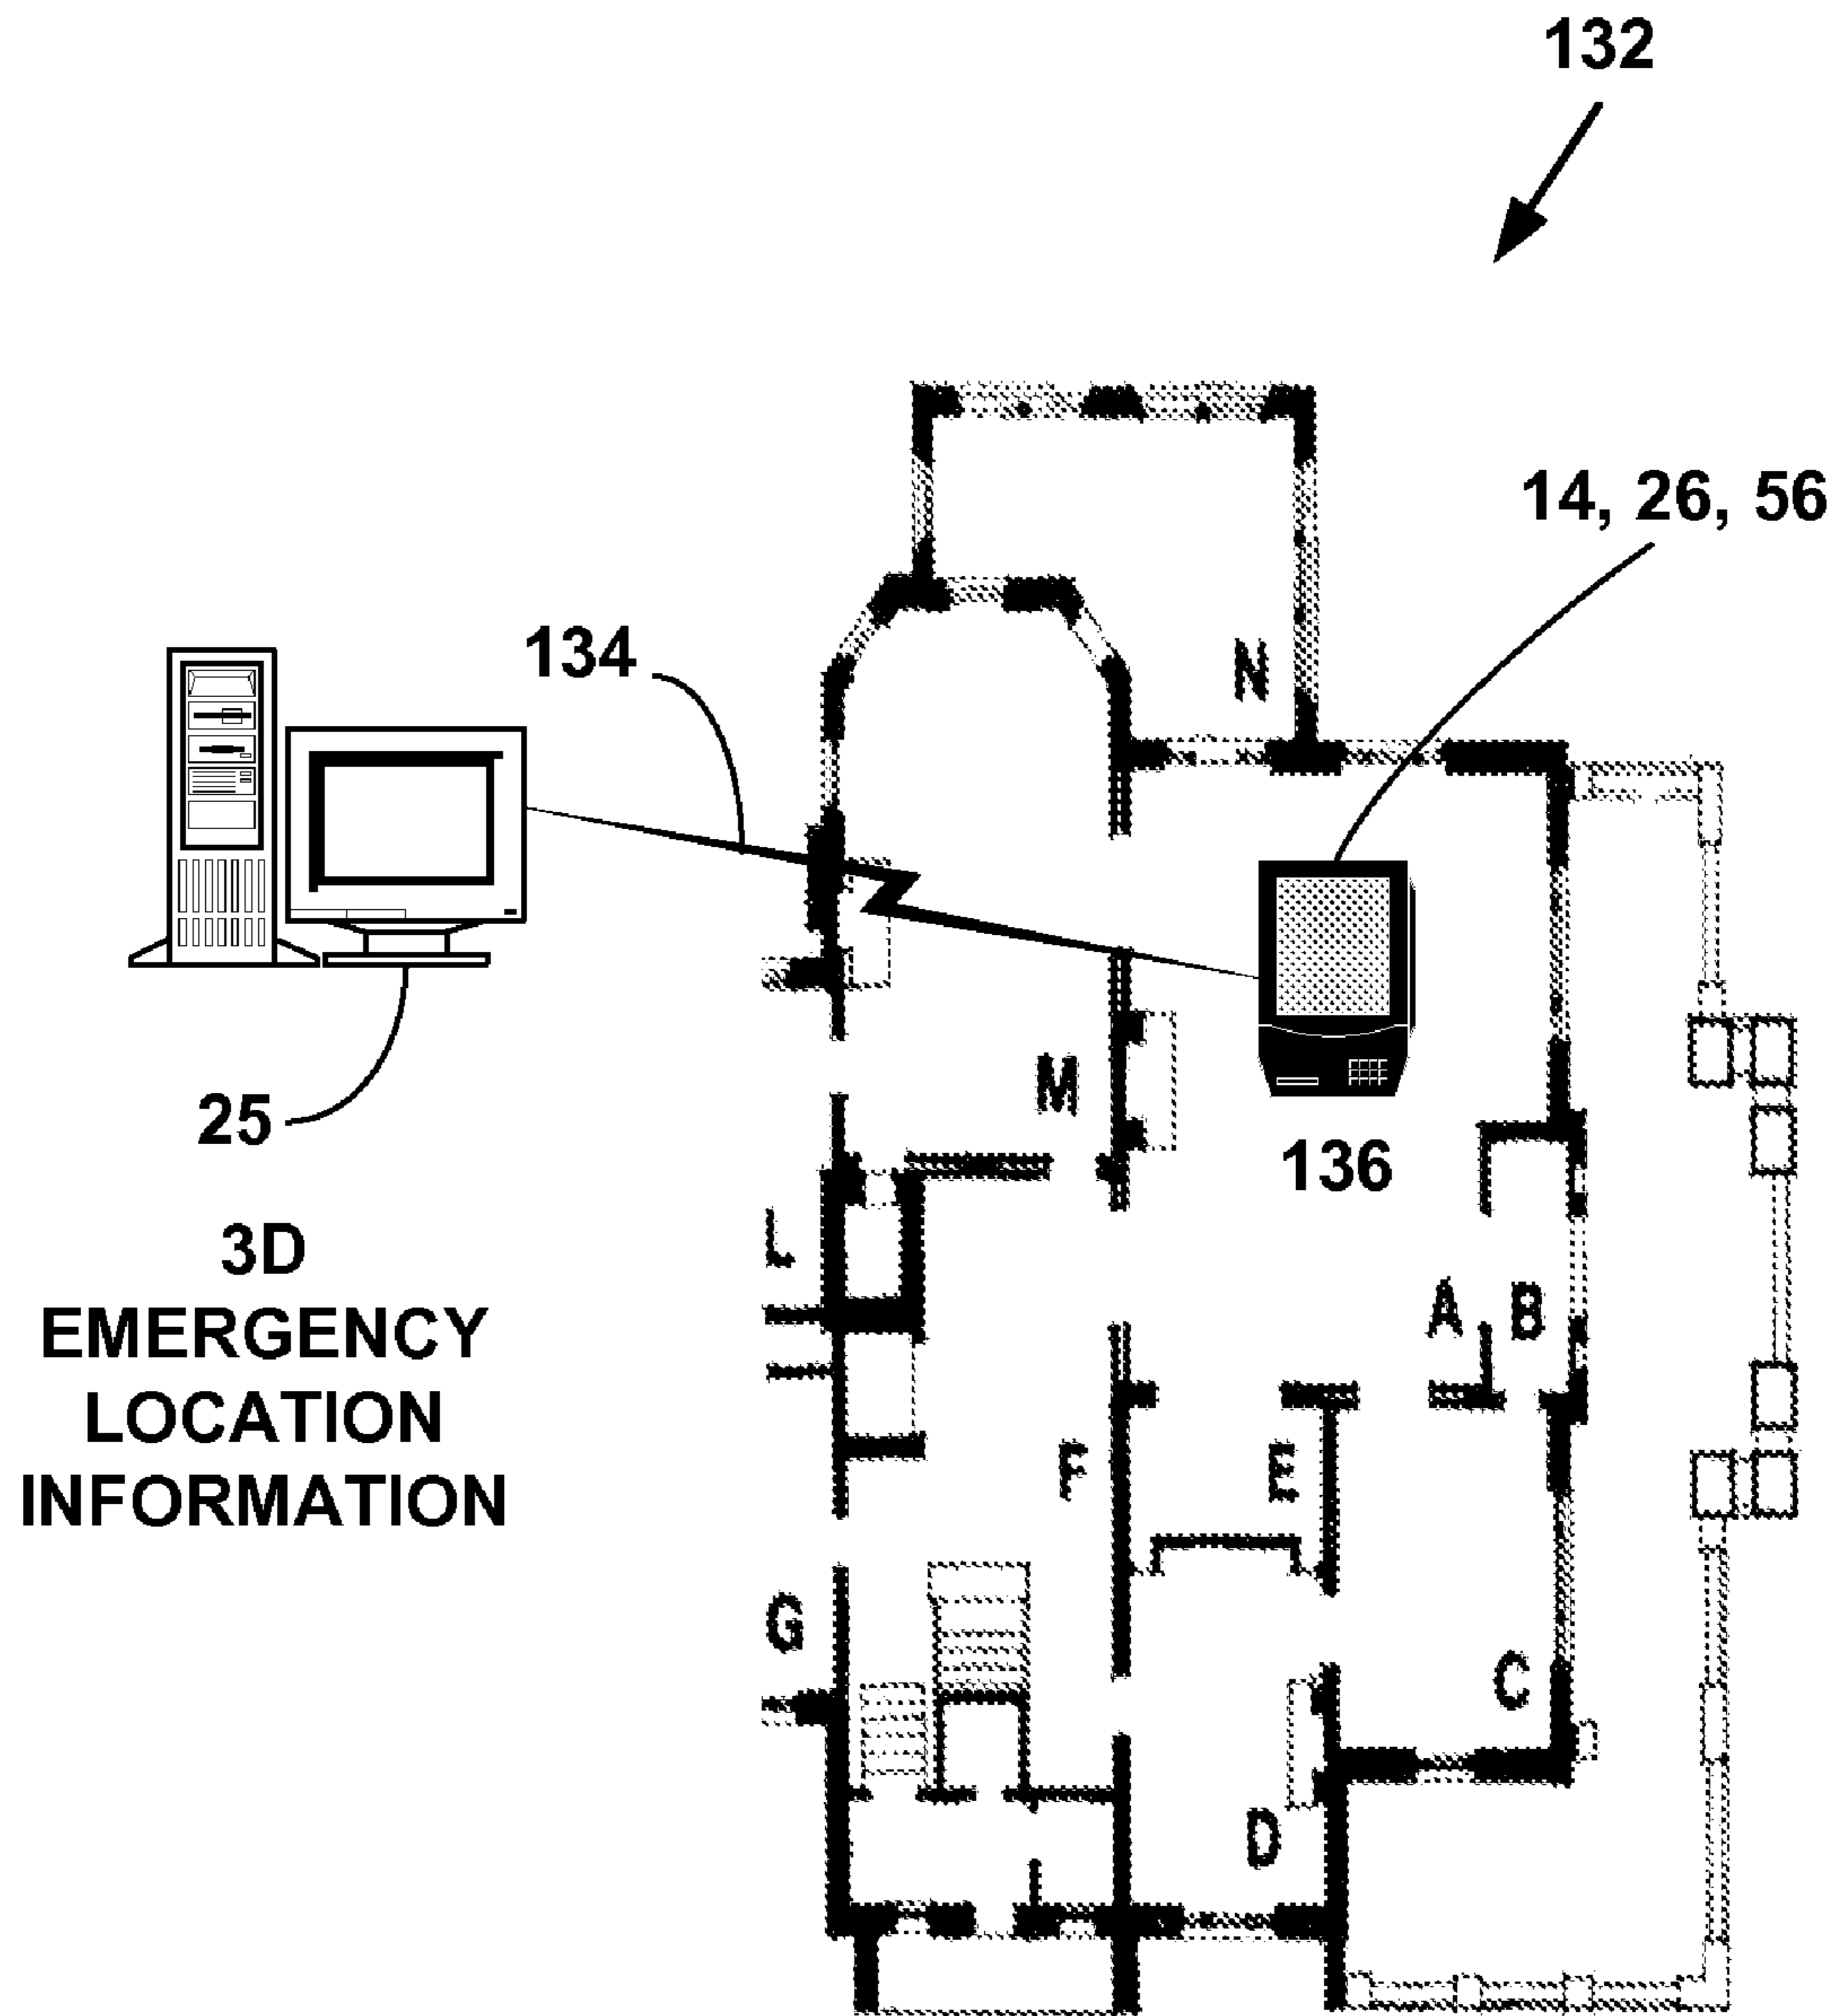 132
14, 26, 56
134
N
25
M
136
3D
EMERGENCY
LOCATION
INFORMATION
L
A B
F E
G
C
D